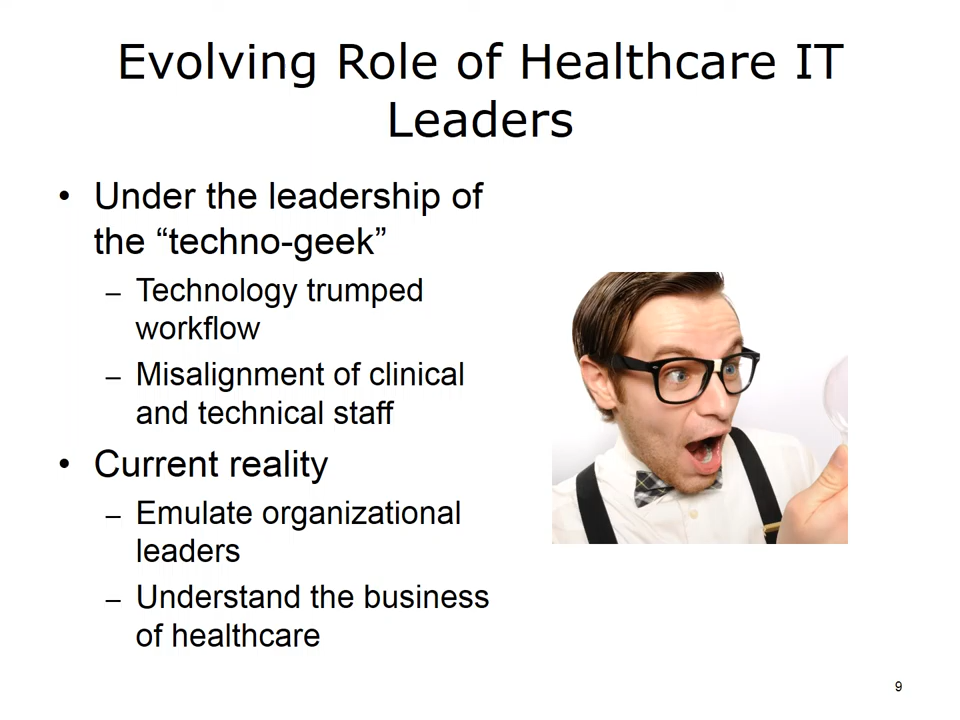 Evolving Role of Healthcare IT
Leaders
• Under the leadership of
the “techno-geek”
– Technology trumped
workflow
– Misalignment of clinical
and technical staff
• Current reality
– Emulate organizational
leaders
– Understand the business
of healthcare
9